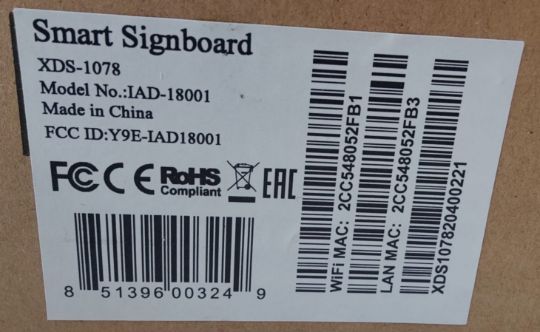 Smart Signboard
XDS-1078
Model No.:IAD-18001
Made in China
FCC ID:Y9E-IAD18001
FC CE RoHS Compliant EAC
8 51396 00324 9
WiFi MAC: 2CC548052FB1
LAN MAC: 2CC548052FB3
XDS107820400221